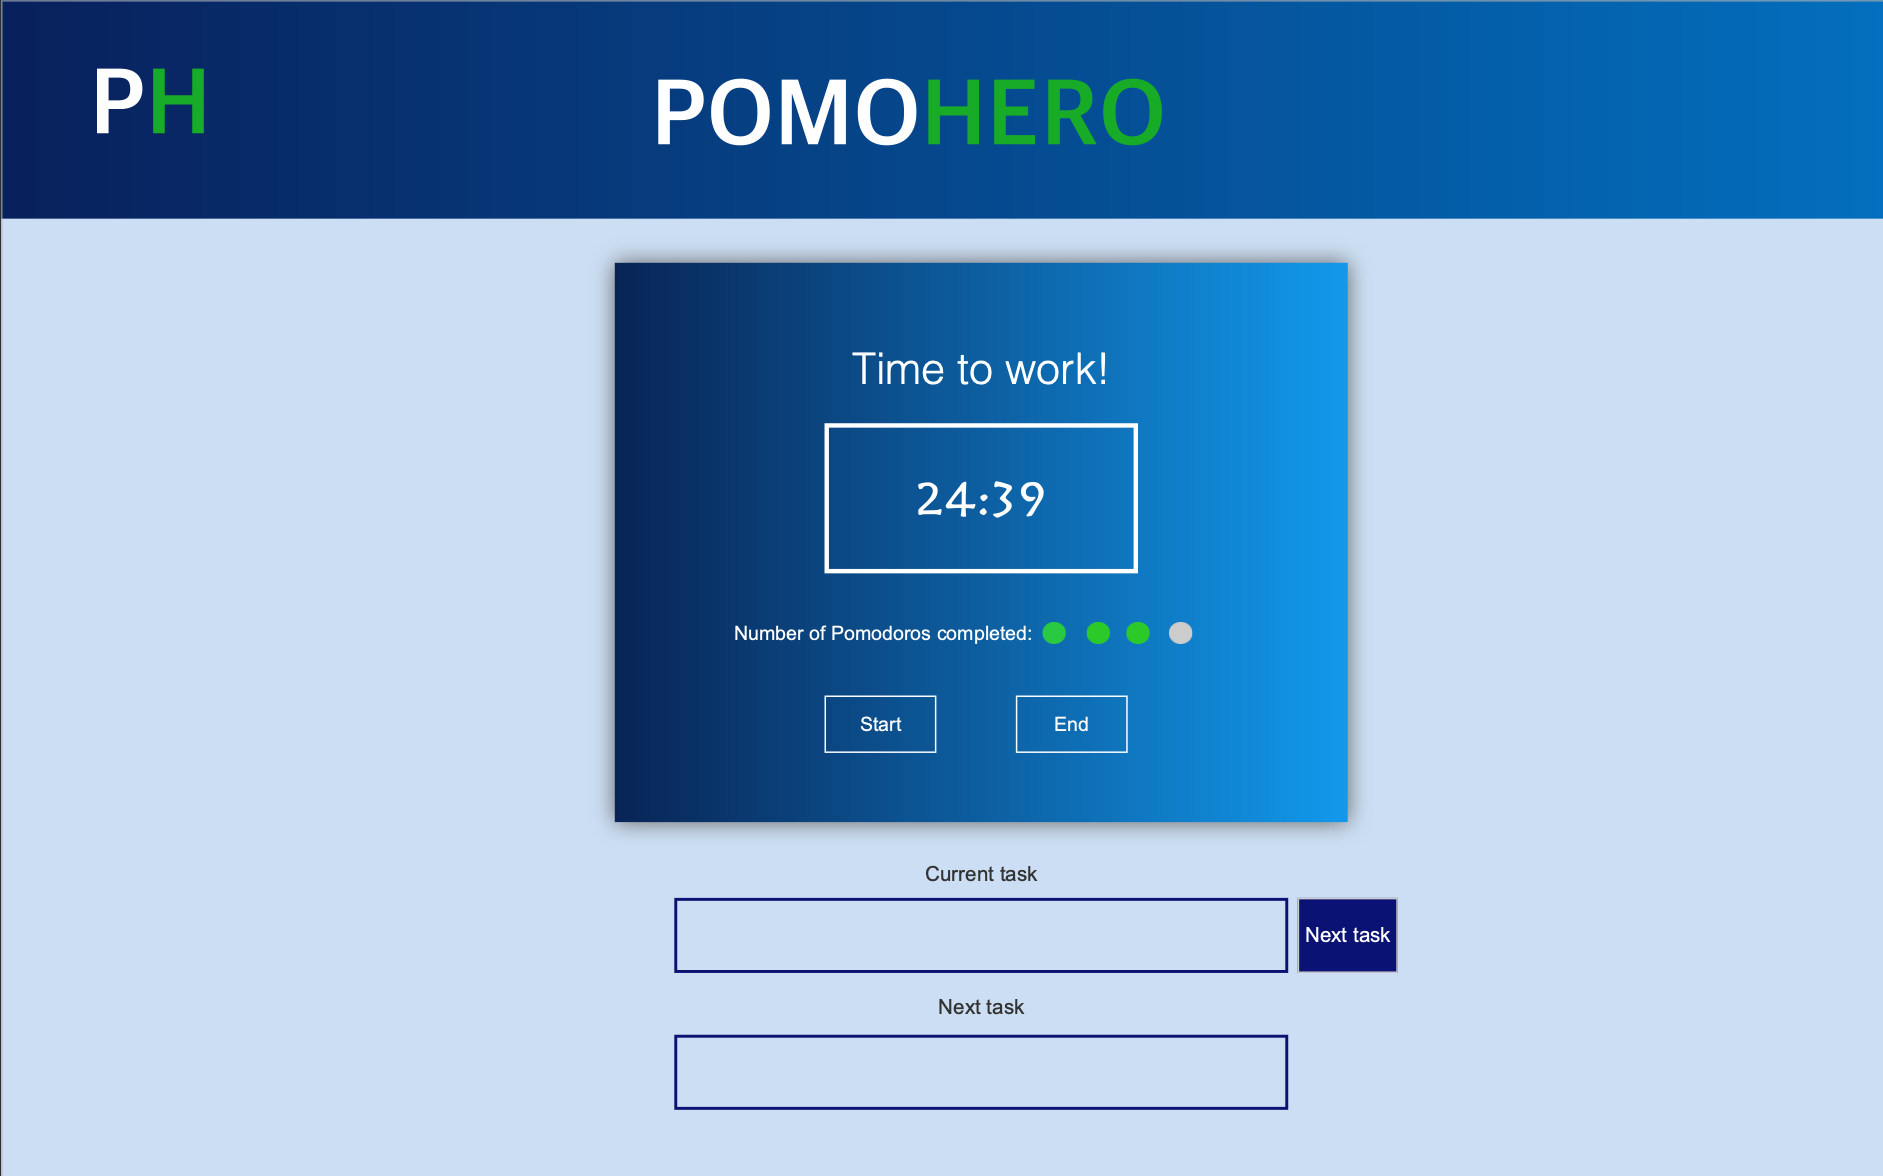 PH
POMOHERO
Time to work!
24:39
Number of Pomodoros completed:
Start
End
Current task
Next task
Next task